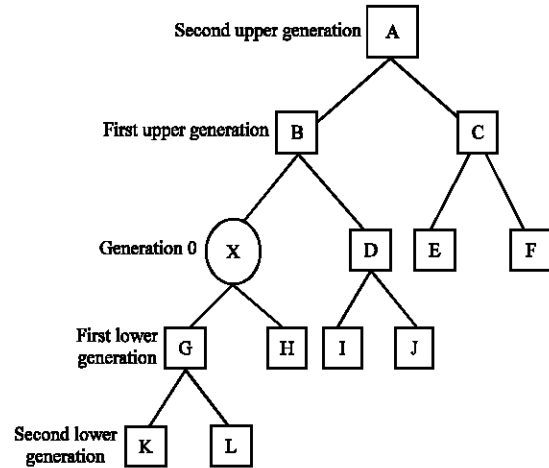 Second upper generation A
First upper generation B C
Generation 0 X D E F
First lower
generation G H I J
Second lower
generation K L